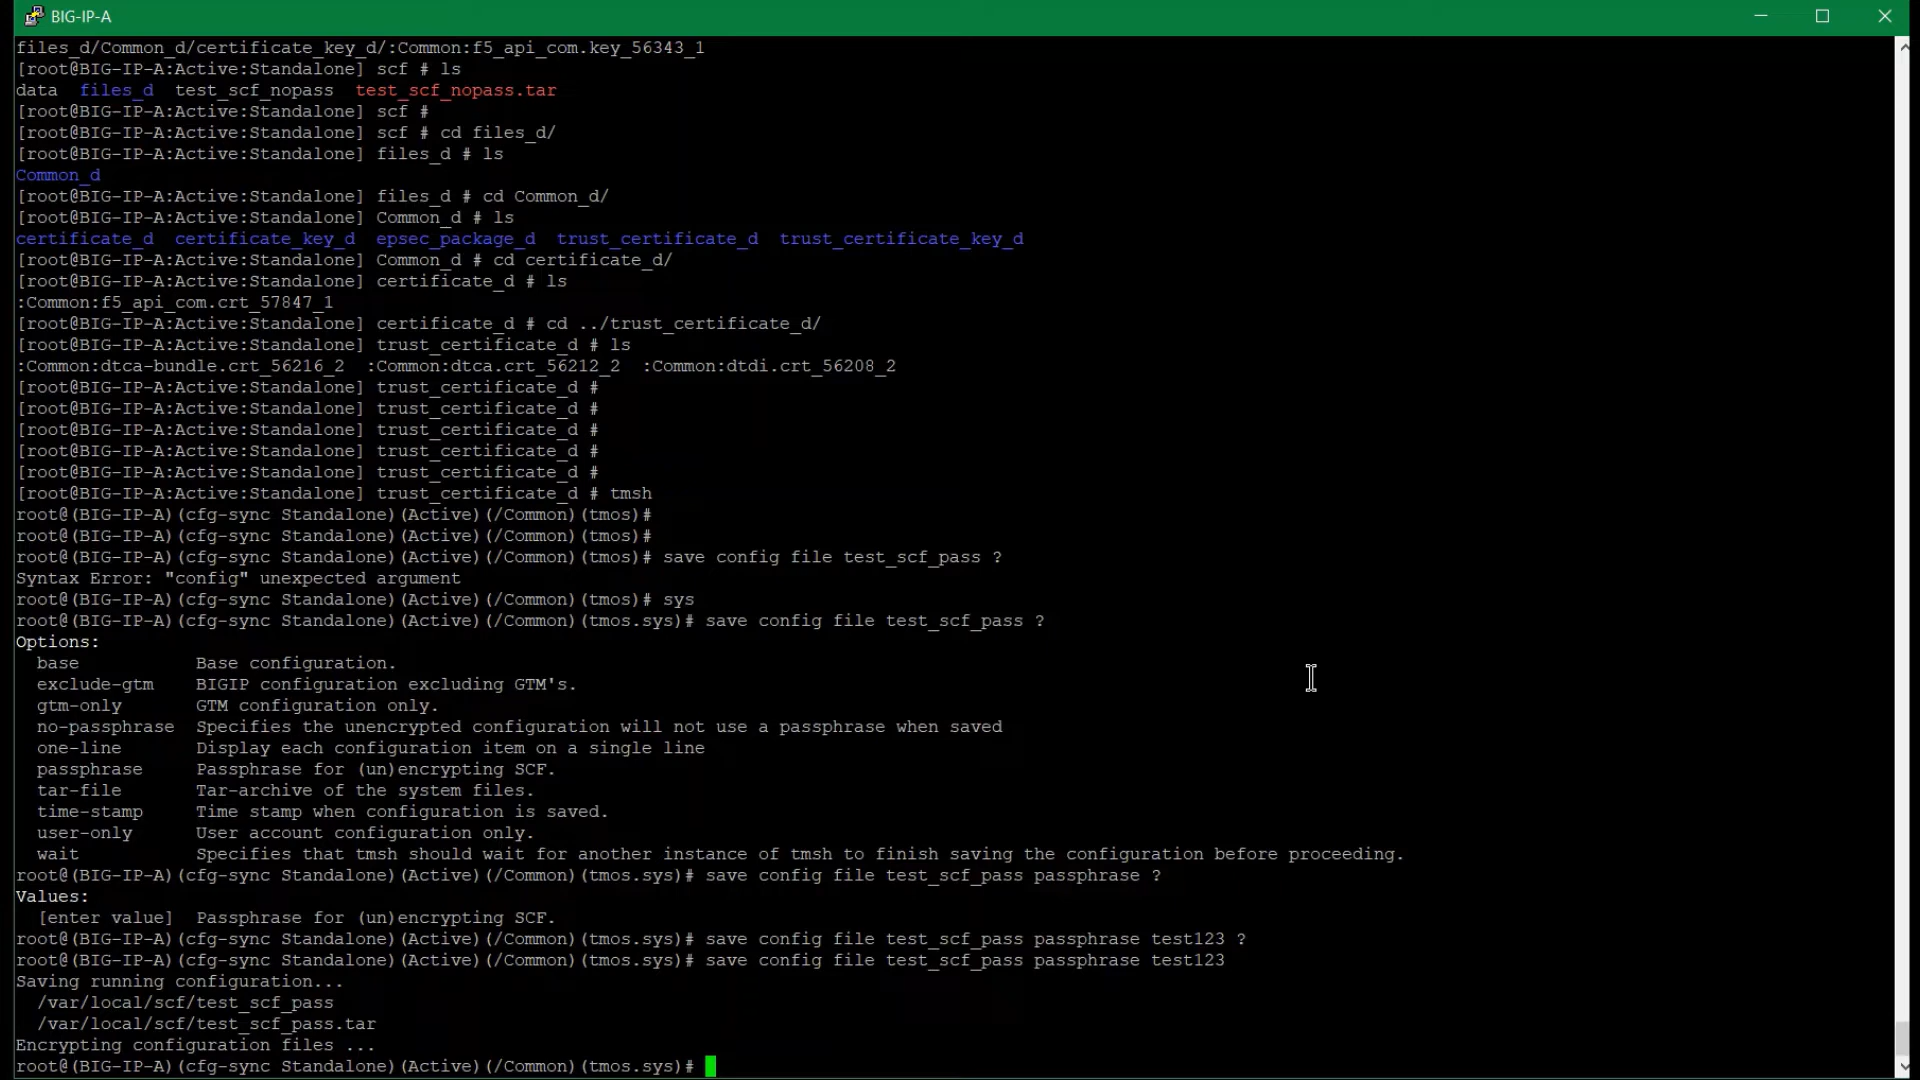 BIG-IP-A
files_d/Common_d/certificate_key_d/:Common:f5_api_com.key_56343_1
[root@BIG-IP-A:Active:Standalone] scf # ls
data  files_d  test_scf_nopass  test_scf_nopass.tar
[root@BIG-IP-A:Active:Standalone] scf #
[root@BIG-IP-A:Active:Standalone] scf # cd files_d/
[root@BIG-IP-A:Active:Standalone] files_d # ls
Common_d
[root@BIG-IP-A:Active:Standalone] files_d # cd Common_d/
[root@BIG-IP-A:Active:Standalone] Common_d # ls
certificate_d  certificate_key_d  epsec_package_d  trust_certificate_d  trust_certificate_key_d
[root@BIG-IP-A:Active:Standalone] Common_d # cd certificate_d/
[root@BIG-IP-A:Active:Standalone] certificate_d # ls
:Common:f5_api_com.crt_57847_1
[root@BIG-IP-A:Active:Standalone] certificate_d # cd ../trust_certificate_d/
[root@BIG-IP-A:Active:Standalone] trust_certificate_d # ls
:Common:dtca-bundle.crt_56216_2  :Common:dtca.crt_56212_2  :Common:dtdi.crt_56208_2
[root@BIG-IP-A:Active:Standalone] trust_certificate_d #
[root@BIG-IP-A:Active:Standalone] trust_certificate_d #
[root@BIG-IP-A:Active:Standalone] trust_certificate_d #
[root@BIG-IP-A:Active:Standalone] trust_certificate_d #
[root@BIG-IP-A:Active:Standalone] trust_certificate_d #
[root@BIG-IP-A:Active:Standalone] trust_certificate_d # tmsh
root@(BIG-IP-A)(cfg-sync Standalone)(Active)(/Common)(tmos)#
root@(BIG-IP-A)(cfg-sync Standalone)(Active)(/Common)(tmos)#
root@(BIG-IP-A)(cfg-sync Standalone)(Active)(/Common)(tmos)# save config file test_scf_pass ?
Syntax Error: "config" unexpected argument
root@(BIG-IP-A)(cfg-sync Standalone)(Active)(/Common)(tmos)# sys
root@(BIG-IP-A)(cfg-sync Standalone)(Active)(/Common)(tmos.sys)# save config file test_scf_pass ?
Options:
  base           Base configuration.
  exclude-gtm    BIGIP configuration excluding GTM's.
  gtm-only       GTM configuration only.
  no-passphrase  Specifies the unencrypted configuration will not use a passphrase when saved
  one-line       Display each configuration item on a single line
  passphrase     Passphrase for (un)encrypting SCF.
  tar-file       Tar-archive of the system files.
  time-stamp     Time stamp when configuration is saved.
  user-only      User account configuration only.
  wait           Specifies that tmsh should wait for another instance of tmsh to finish saving the configuration before proceeding.
root@(BIG-IP-A)(cfg-sync Standalone)(Active)(/Common)(tmos.sys)# save config file test_scf_pass passphrase ?
Values:
  [enter value]  Passphrase for (un)encrypting SCF.
root@(BIG-IP-A)(cfg-sync Standalone)(Active)(/Common)(tmos.sys)# save config file test_scf_pass passphrase test123 ?
root@(BIG-IP-A)(cfg-sync Standalone)(Active)(/Common)(tmos.sys)# save config file test_scf_pass passphrase test123
Saving running configuration...
  /var/local/scf/test_scf_pass
  /var/local/scf/test_scf_pass.tar
Encrypting configuration files ...
root@(BIG-IP-A)(cfg-sync Standalone)(Active)(/Common)(tmos.sys)#